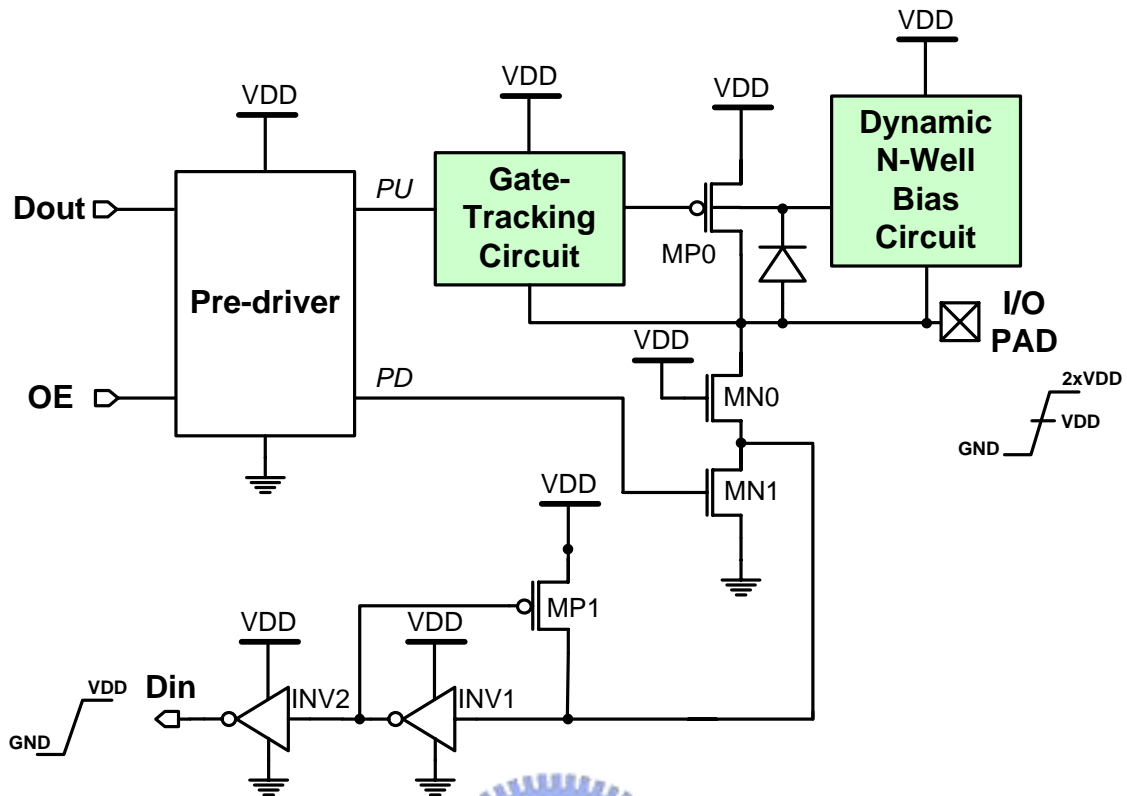 VDD
VDD
VDD
VDD
Dout
PU
Gate-
Tracking
Circuit
MP0
Dynamic
N-Well
Bias
Circuit
Pre-driver
I/O
PAD
VDD
OE
PD
MN0
2xVDD
VDD
GND
MN1
VDD
MP1
VDD
VDD
VDD
GND
Din
INV2
INV1